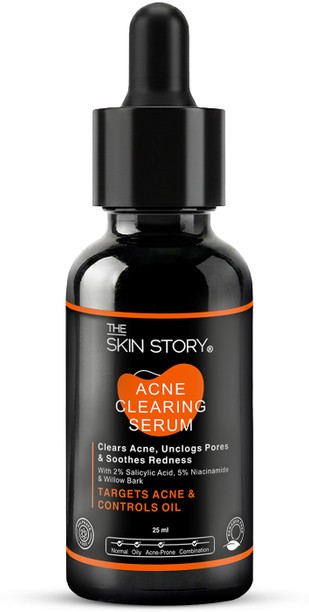 THE
SKIN STORY®
ACNE
CLEARING
SERUM
Clears Acne, Unclogs Pores
& Soothes Redness
With 2% Salicylic Acid, 5% Niacinamide
& Willow Bark
TARGETS ACNE &
CONTROLS OIL
25 ml
Normal Oily Acne-Prone Combination